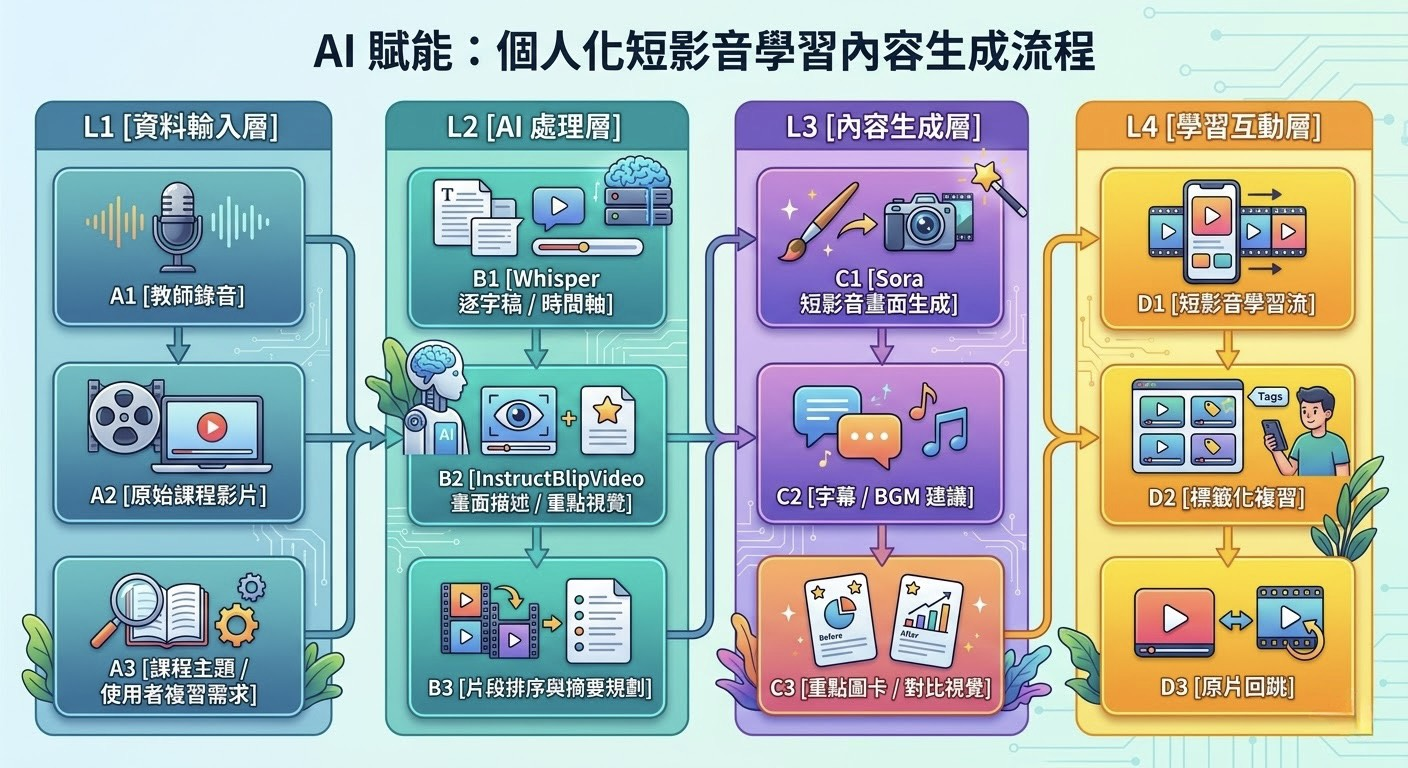 AI 賦能：個人化短影音學習內容生成流程
L1 [資料輸入層]
A1 [教師錄音]
A2 [原始課程影片]
A3 [課程主題 /
使用者複習需求]
L2 [AI 處理層]
T
B1 [Whisper
逐字稿 / 時間軸]
AI
B2 [InstructBlipVideo
畫面描述 / 重點視覺]
B3 [片段排序與摘要規劃]
L3 [內容生成層]
C1 [Sora
短影音畫面生成]
C2 [字幕 / BGM 建議]
Before
After
C3 [重點圖卡 / 對比視覺]
L4 [學習互動層]
D1 [短影音學習流]
Tags
D2 [標籤化複習]
D3 [原片回跳]